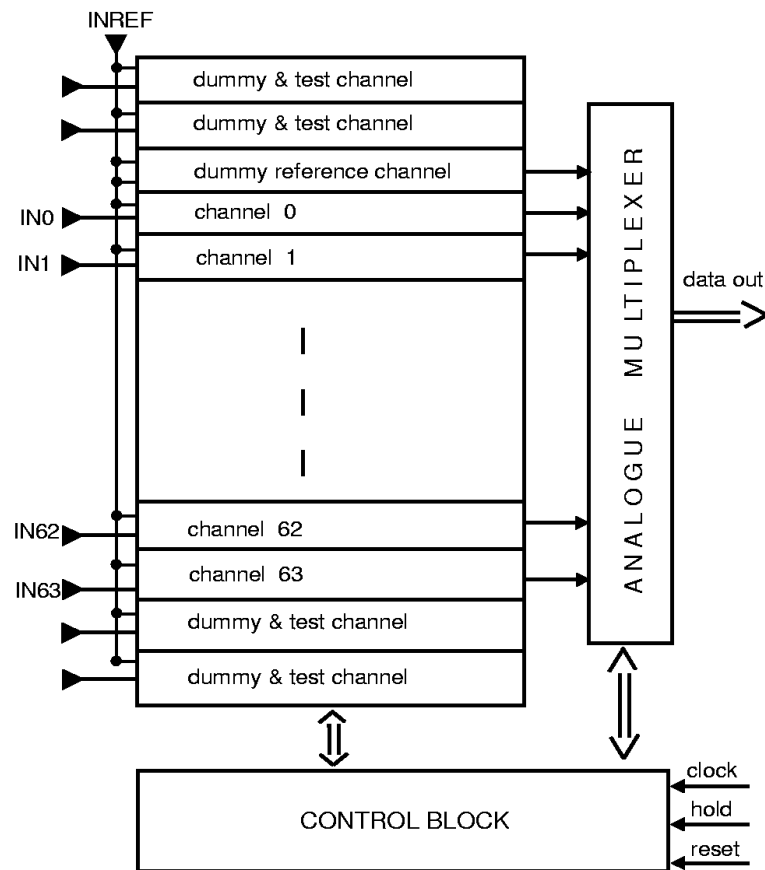 INREF
dummy & test channel
dummy & test channel
dummy reference channel
IN0
channel 0
IN1
channel 1
data out
ANALOGUE MULTIPLEXER
IN62
channel 62
IN63
channel 63
dummy & test channel
dummy & test channel
CONTROL BLOCK
clock
hold
reset